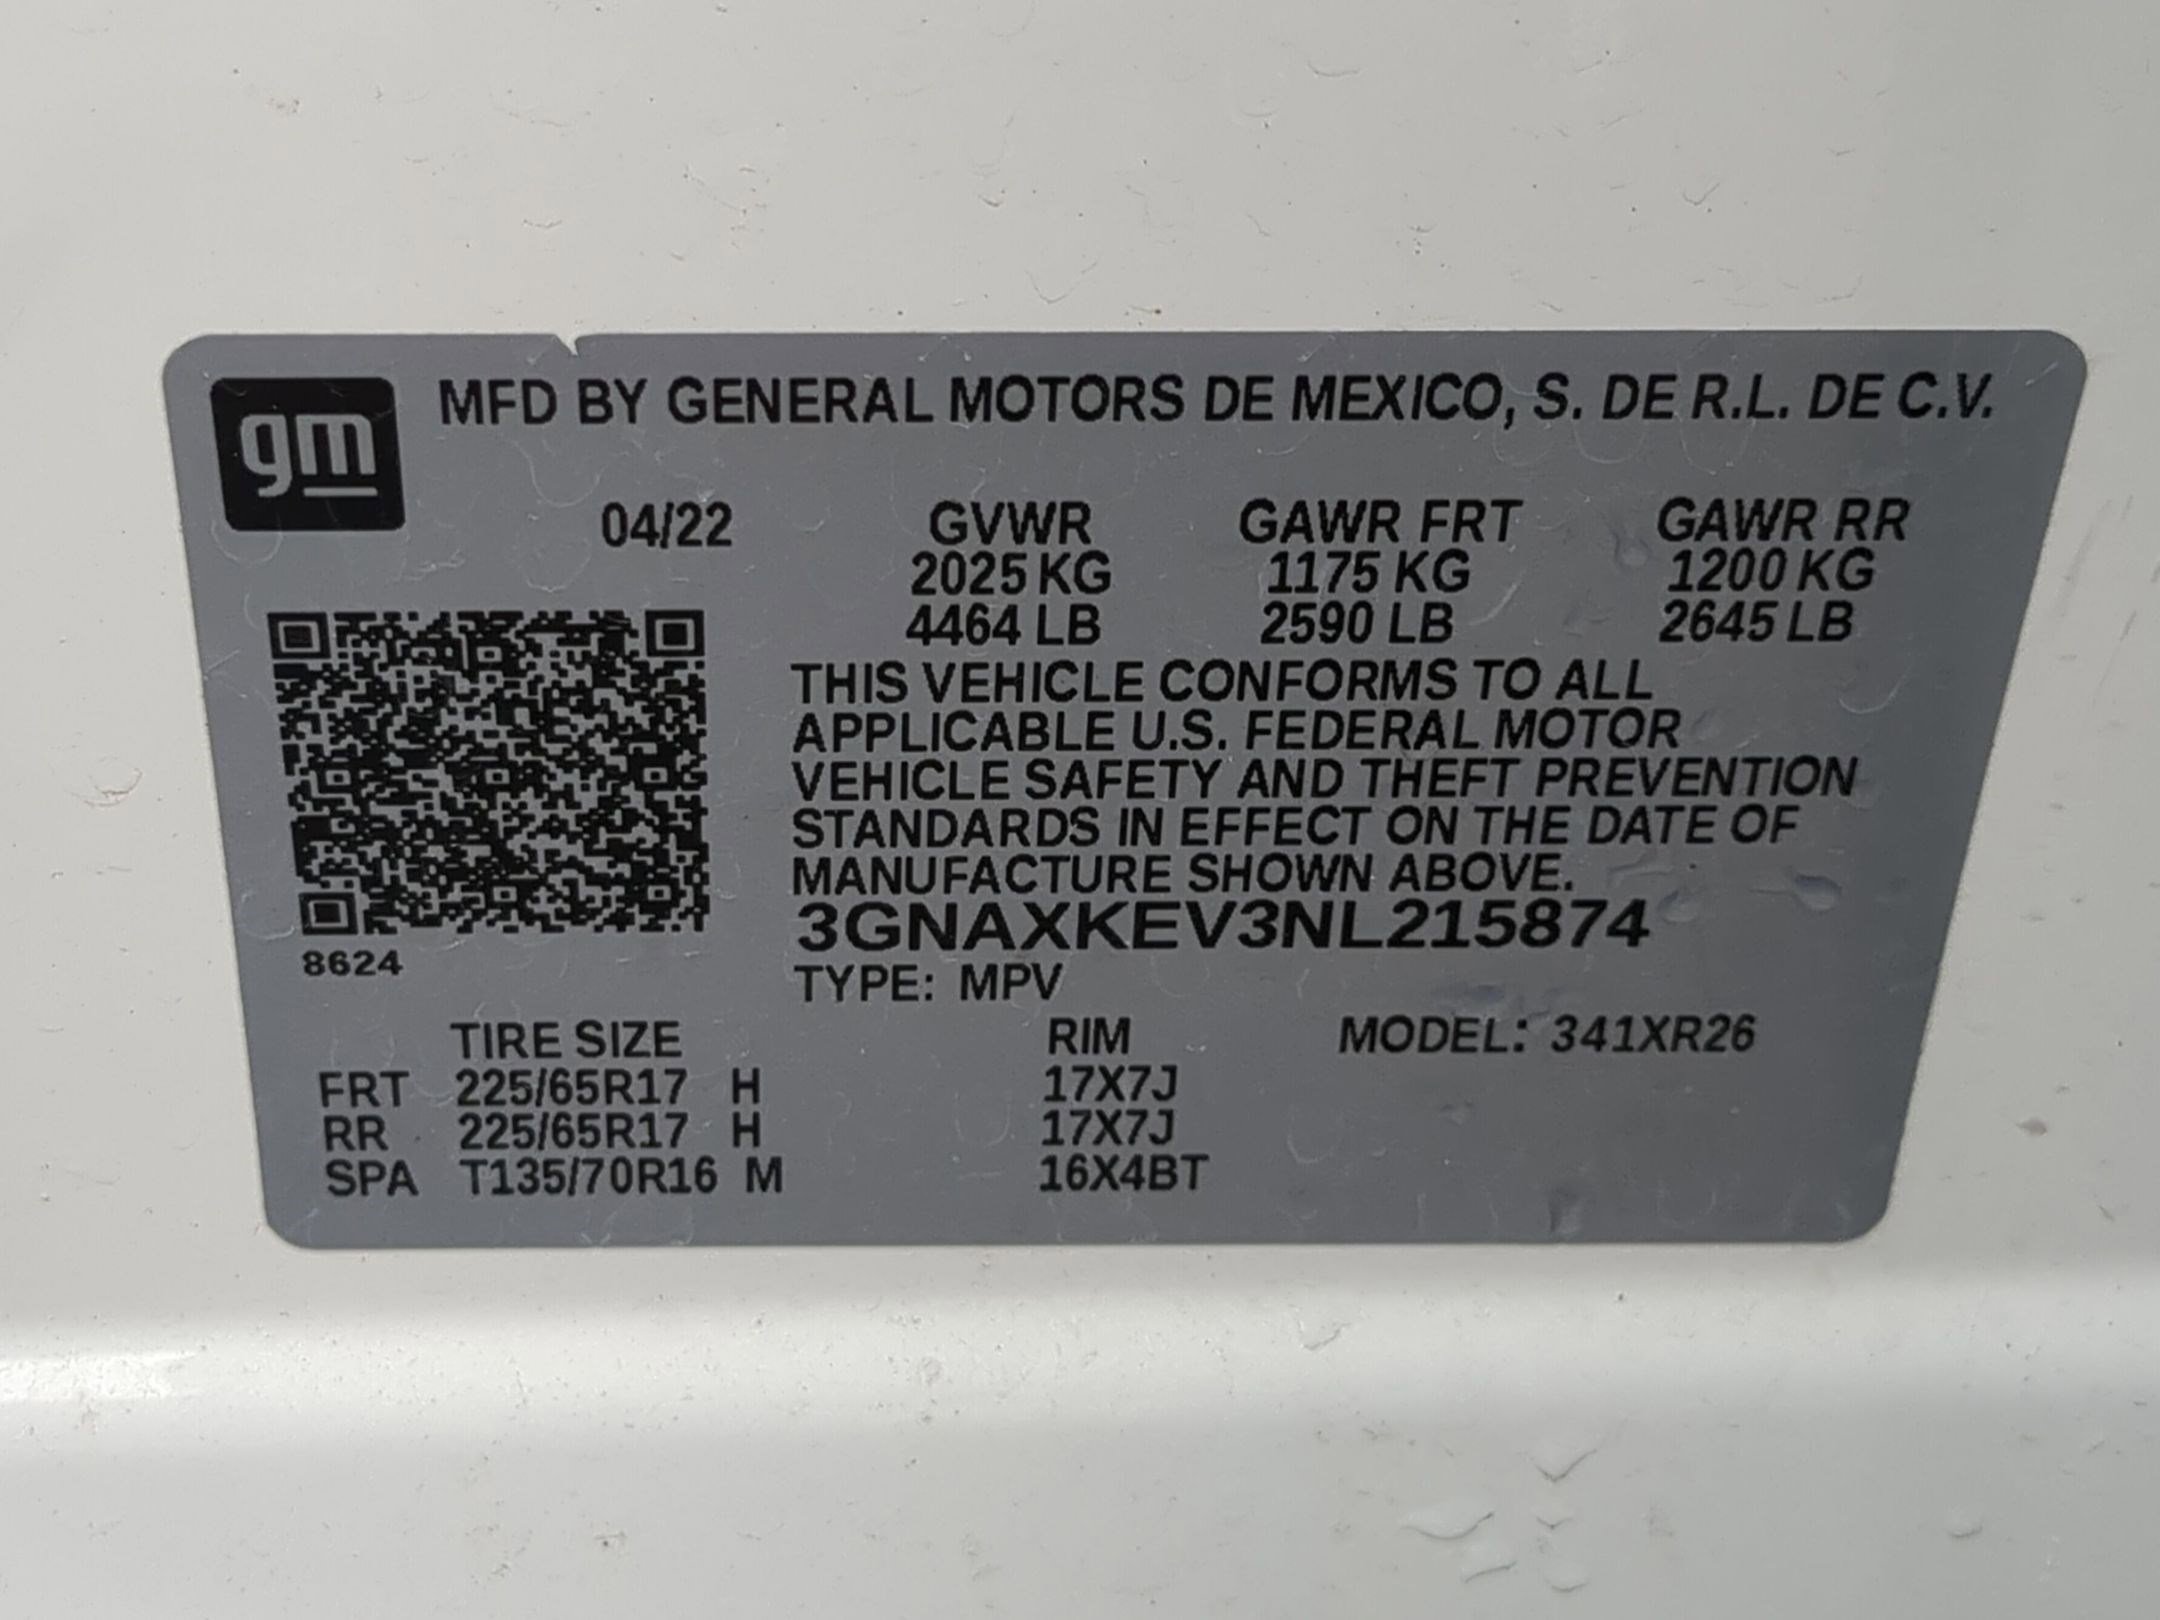 gm MFD BY GENERAL MOTORS DE MEXICO, S. DE R.L. DE C.V.
04/22 GVWR GAWR FRT GAWR RR
2025 KG 1175 KG 1200 KG
4464 LB 2590 LB 2645 LB
THIS VEHICLE CONFORMS TO ALL
APPLICABLE U.S. FEDERAL MOTOR
VEHICLE SAFETY AND THEFT PREVENTION
STANDARDS IN EFFECT ON THE DATE OF
MANUFACTURE SHOWN ABOVE.
3GNAXKEV3NL215874
8624
TYPE: MPV
TIRE SIZE RIM MODEL: 341XR26
FRT 225/65R17 H 17X7J
RR 225/65R17 H 17X7J
SPA T135/70R16 M 16X4BT